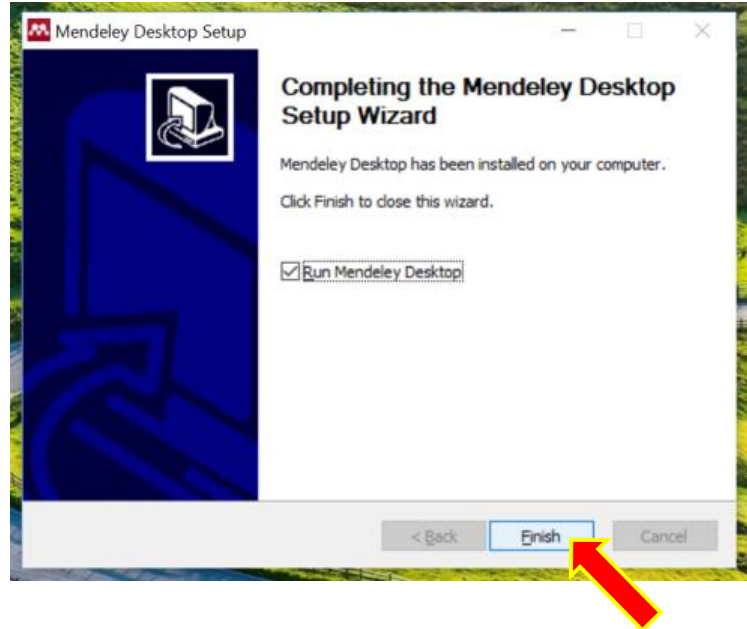 Mendeley Desktop Setup
Completing the Mendeley Desktop
Setup Wizard
Mendeley Desktop has been installed on your computer.
Click Finish to close this wizard.
Run Mendeley Desktop
< Back Finish Cancel